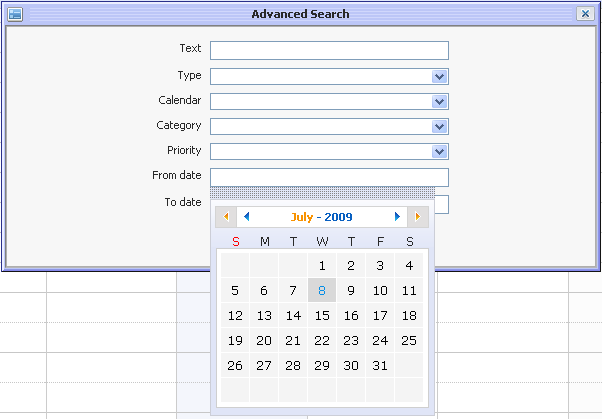 Advanced Search
Text
Type
Calendar
Category
Priority
From date
To date
July - 2009
S M T W T F S
1 2 3 4
5 6 7 8 9 10 11
12 13 14 15 16 17 18
19 20 21 22 23 24 25
26 27 28 29 30 31